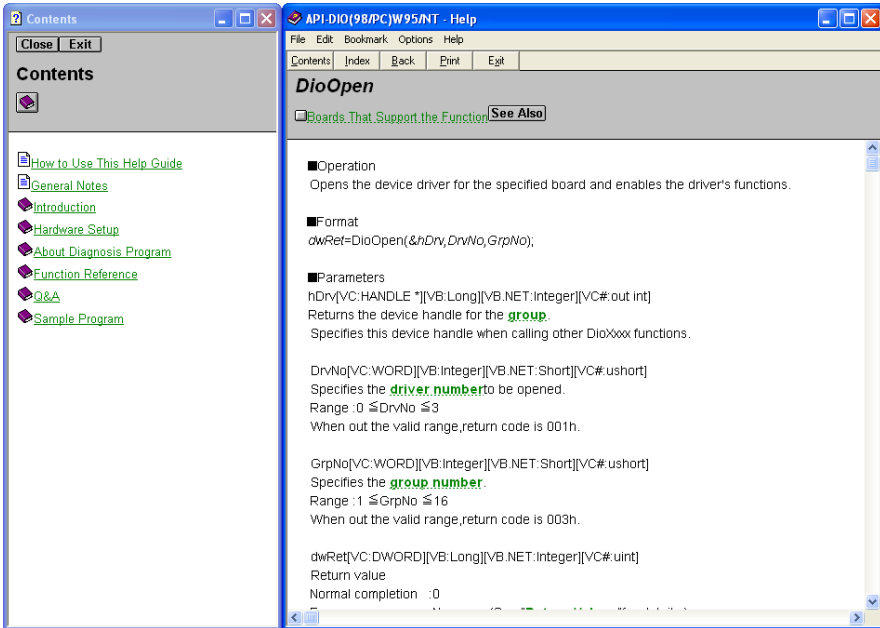 Contents
Close Exit
Contents
How to Use This Help Guide
General Notes
Introduction
Hardware Setup
About Diagnosis Program
Function Reference
Q&A
Sample Program
API-DIO(98/PC)W95/NT - Help
File Edit Bookmark Options Help
Contents Index Back Print Exit
DioOpen
Boards That Support the Function See Also
■Operation
Opens the device driver for the specified board and enables the driver's functions.
■Format
dwRet=DioOpen(&hDrv,DrvNo,GrpNo);
■Parameters
hDrv[VC:HANDLE *][VB:Long][VB.NET:Integer][VC#:out int]
Returns the device handle for the group.
Specifies this device handle when calling other DioXxxx functions.
DrvNo[VC:WORD][VB:Integer][VB.NET:Short][VC#:ushort]
Specifies the driver numberto be opened.
Range :0 ≦DrvNo ≦3
When out the valid range,return code is 001h.
GrpNo[VC:WORD][VB:Integer][VB.NET:Short][VC#:ushort]
Specifies the group number.
Range :1 ≦GrpNo ≦16
When out the valid range,return code is 003h.
dwRet[VC:DWORD][VB:Long][VB.NET:Integer][VC#:uint]
Return value
Normal completion :0